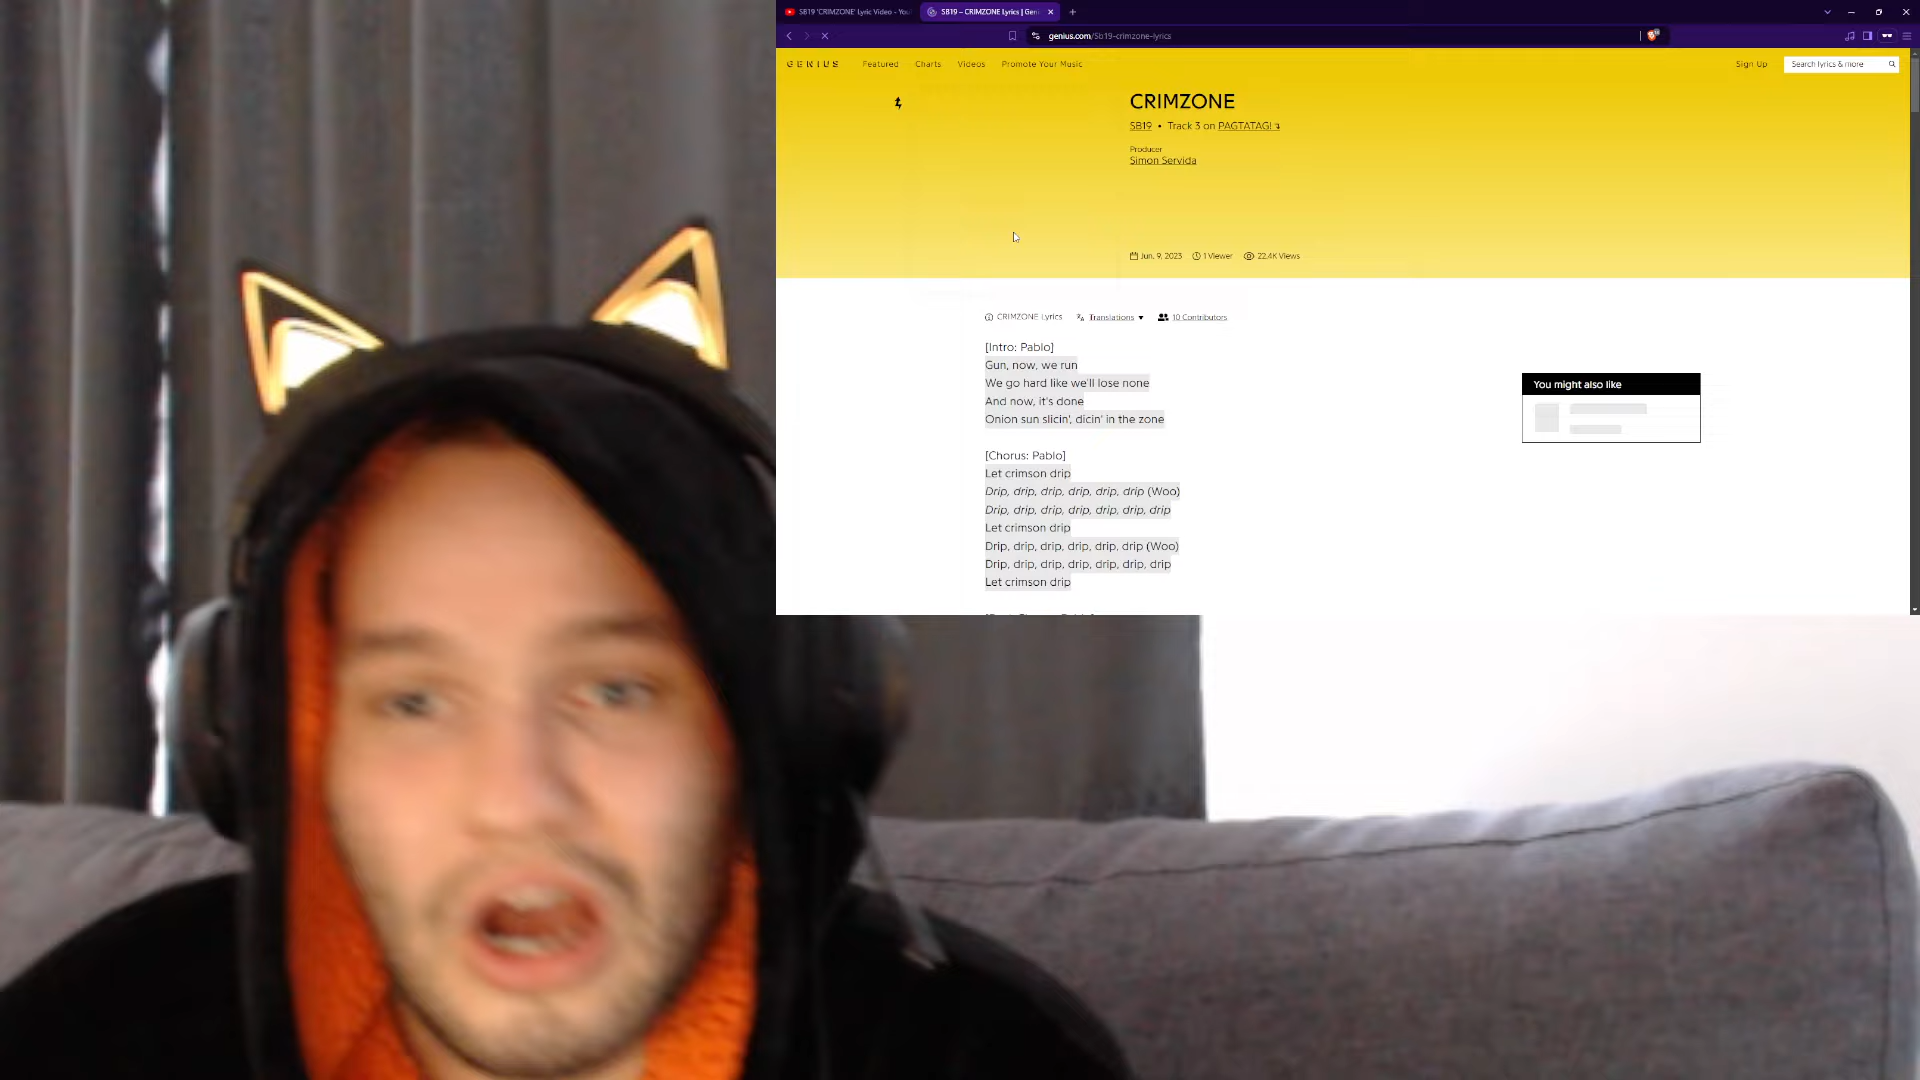 SB19 'CRIMZONE' Lyric Video - You
SB19 – CRIMZONE Lyrics | Geni
genius.com/Sb19-crimzone-lyrics
GENIUS
Featured
Charts
Videos
Promote Your Music
Sign Up
Search lyrics & more
CRIMZONE
SB19 • Track 3 on PAGTATAG!
Producer
Simon Servida
Jun. 9, 2023
1 Viewer
22.4K Views
CRIMZONE Lyrics
Translations
10 Contributors
[Intro: Pablo]
Gun, now, we run
We go hard like we'll lose none
And now, it's done
Onion sun slicin', dicin' in the zone
[Chorus: Pablo]
Let crimson drip
Drip, drip, drip, drip, drip, drip (Woo)
Drip, drip, drip, drip, drip, drip, drip
Let crimson drip
Drip, drip, drip, drip, drip, drip (Woo)
Drip, drip, drip, drip, drip, drip, drip
Let crimson drip
You might also like